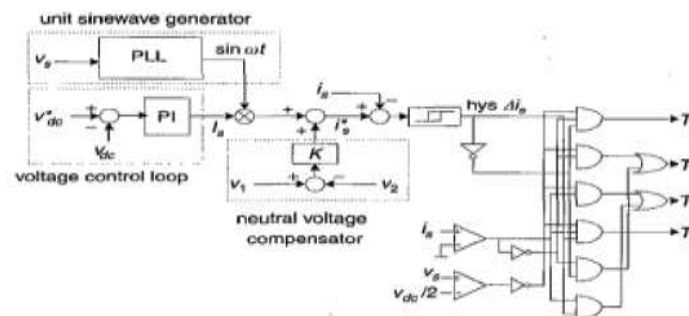 unit sinewave generator
v_s
PLL
sin ωt
v*_dc
+
−
v_dc
PI
I_s
voltage control loop
+
+
i*_s
i_s
+
−
hys Δi_s
K
v_1
+
−
v_2
neutral voltage
compensator
i_s
+
−
v_s
v_dc/2
+
−
T
T
T
T